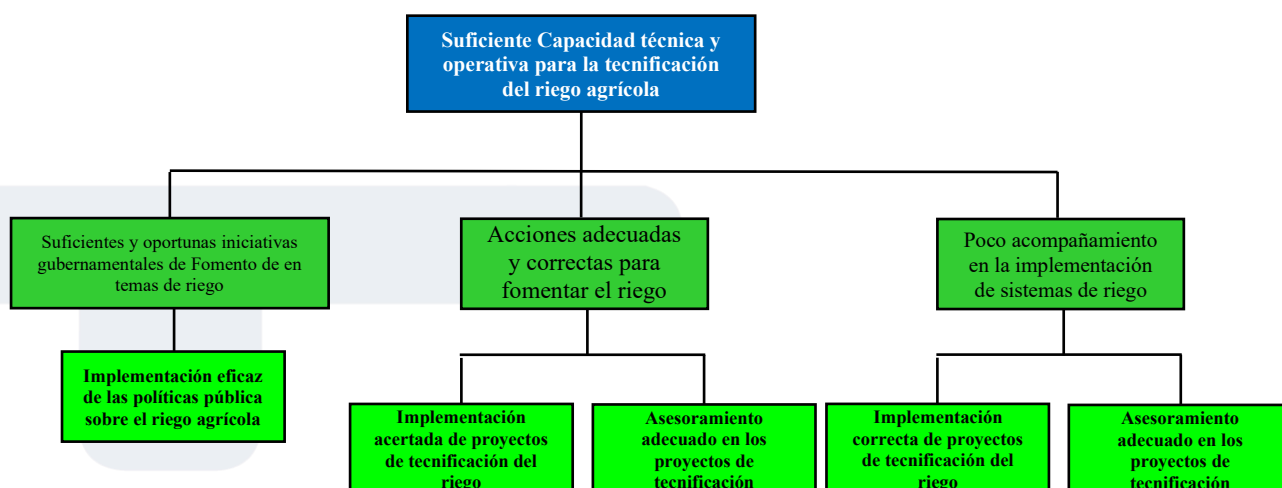 Suficiente Capacidad técnica y
operativa para la tecnificación
del riego agrícola
Suficientes y oportunas iniciativas
gubernamentales de Fomento de en
temas de riego
Acciones adecuadas
y correctas para
fomentar el riego
Poco acompañamiento
en la implementación
de sistemas de riego
Implementación eficaz
de las políticas pública
sobre el riego agrícola
Implementación
acertada de proyectos
de tecnificación del
riego
Asesoramiento
adecuado en los
proyectos de
tecnificación
Implementación
correcta de proyectos
de tecnificación del
riego
Asesoramiento
adecuado en los
proyectos de
tecnificación